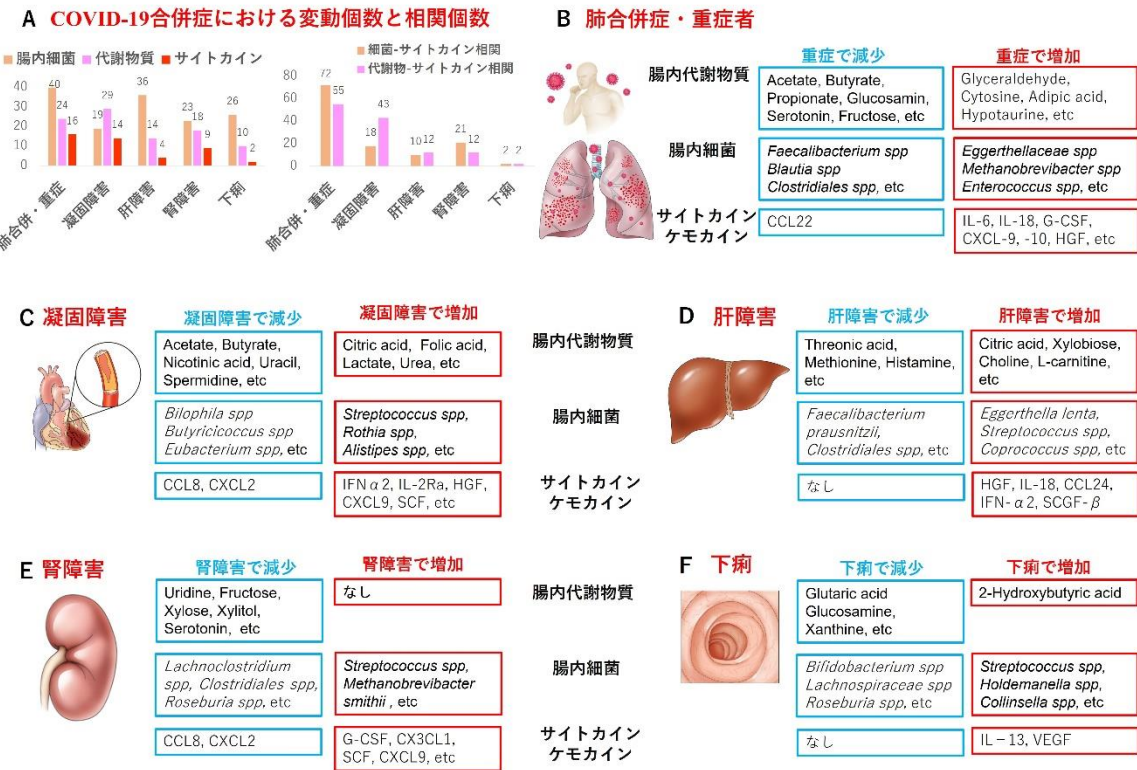 A COVID-19合併症における変動個数と相関個数
腸内細菌 代謝物質 サイトカイン
40
30
20
10
0
40
24
16
19
29
14
36
14
4
23
18
9
26
10
2
肺合併・重症
凝固障害
肝障害
腎障害
下痢
細菌-サイトカイン相関
代謝物-サイトカイン相関
80
60
40
20
0
72
55
18
43
10
12
21
12
2
2
肺合併・重症
凝固障害
肝障害
腎障害
下痢
B 肺合併症・重症者
重症で減少
重症で増加
腸内代謝物質
Acetate, Butyrate,
Propionate, Glucosamin,
Serotonin, Fructose, etc
Glyceraldehyde,
Cytosine, Adipic acid,
Hypotaurine, etc
腸内細菌
Faecalibacterium spp
Blautia spp
Clostridiales spp, etc
Eggerthellaceae spp
Methanobrevibacter spp
Enterococcus spp, etc
サイトカイン
ケモカイン
CCL22
IL-6, IL-18, G-CSF,
CXCL-9, -10, HGF, etc
C 凝固障害
凝固障害で減少
凝固障害で増加
Acetate, Butyrate,
Nicotinic acid, Uracil,
Spermidine, etc
Citric acid, Folic acid,
Lactate, Urea, etc
腸内代謝物質
Bilophila spp
Butyricicoccus spp
Eubacterium spp, etc
Streptococcus spp,
Rothia spp,
Alistipes spp, etc
腸内細菌
CCL8, CXCL2
IFNα2, IL-2Ra, HGF,
CXCL9, SCF, etc
サイトカイン
ケモカイン
D 肝障害
肝障害で減少
肝障害で増加
Threonic acid,
Methionine, Histamine,
etc
Citric acid, Xylobiose,
Choline, L-carnitine,
etc
Faecalibacterium
prausnitzii,
Clostridiales spp, etc
Eggerthella lenta,
Streptococcus spp,
Coprococcus spp, etc
なし
HGF, IL-18, CCL24,
IFN-α2, SCGF-β
E 腎障害
腎障害で減少
腎障害で増加
Uridine, Fructose,
Xylose, Xylitol,
Serotonin, etc
なし
腸内代謝物質
Lachnoclostridium
spp, Clostridiales spp,
Roseburia spp, etc
Streptococcus spp,
Methanobrevibacter
smithii , etc
腸内細菌
CCL8, CXCL2
G-CSF, CX3CL1,
SCF, CXCL9, etc
サイトカイン
ケモカイン
F 下痢
下痢で減少
下痢で増加
Glutaric acid
Glucosamine,
Xanthine, etc
2-Hydroxybutyric acid
Bifidobacterium spp
Lachnospiraceae spp
Roseburia spp, etc
Streptococcus spp,
Holdemanella spp,
Collinsella spp, etc
なし
IL－13, VEGF